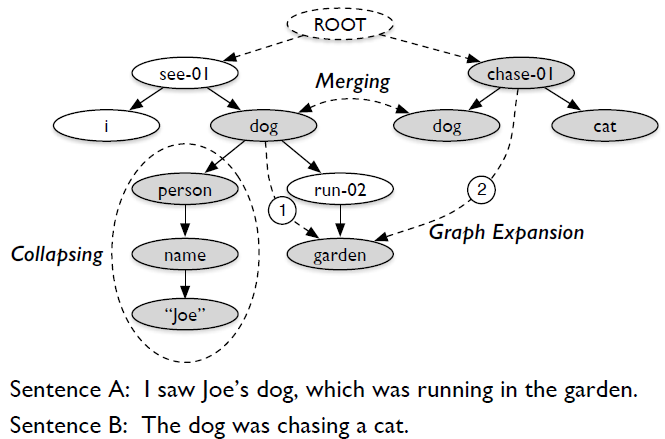 ROOT
see-01
chase-01
Merging
i
dog
dog
cat
person
run-02
1
2
Graph Expansion
Collapsing
name
garden
“Joe”
Sentence A: I saw Joe’s dog, which was running in the garden.
Sentence B: The dog was chasing a cat.